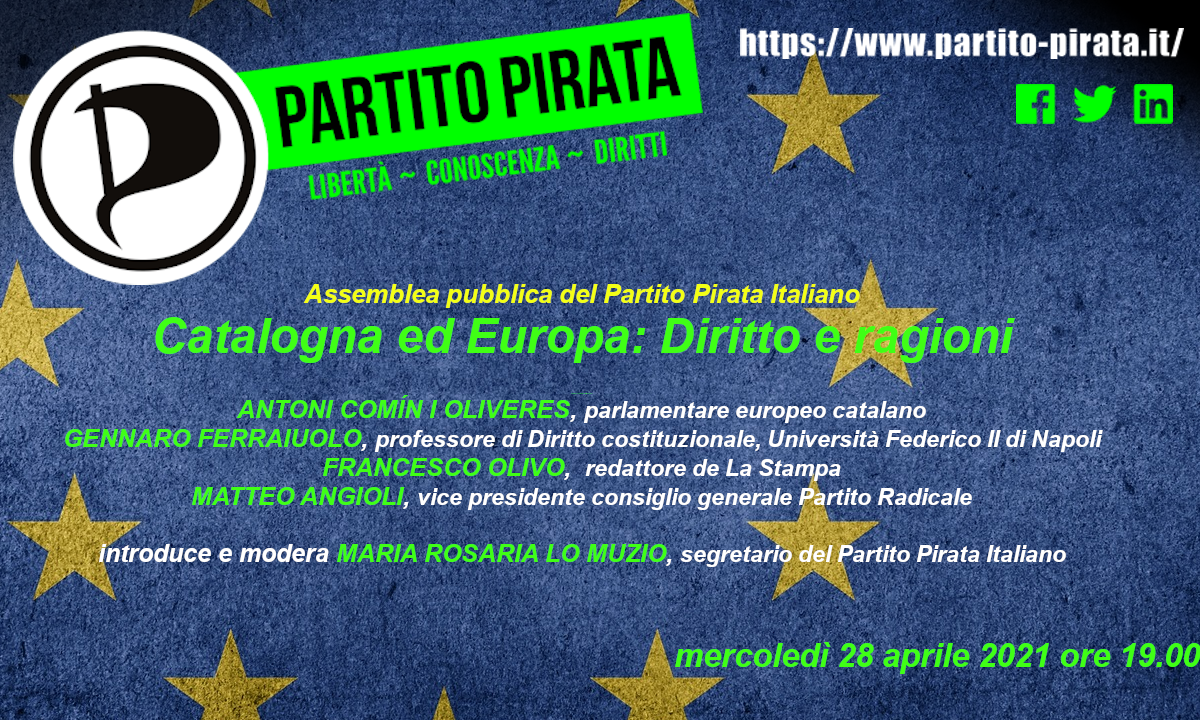 https://www.partito-pirata.it/
PARTITO PIRATA
LIBERTÀ ~ CONOSCENZA ~ DIRITTI
Assemblea pubblica del Partito Pirata Italiano
Catalogna ed Europa: Diritto e ragioni
ANTONI COMÍN I OLIVERES, parlamentare europeo catalano
GENNARO FERRAIUOLO, professore di Diritto costituzionale, Università Federico II di Napoli
FRANCESCO OLIVO, redattore de La Stampa
MATTEO ANGIOLI, vice presidente consiglio generale Partito Radicale
introduce e modera MARIA ROSARIA LO MUZIO, segretario del Partito Pirata Italiano
mercoledì 28 aprile 2021 ore 19.00